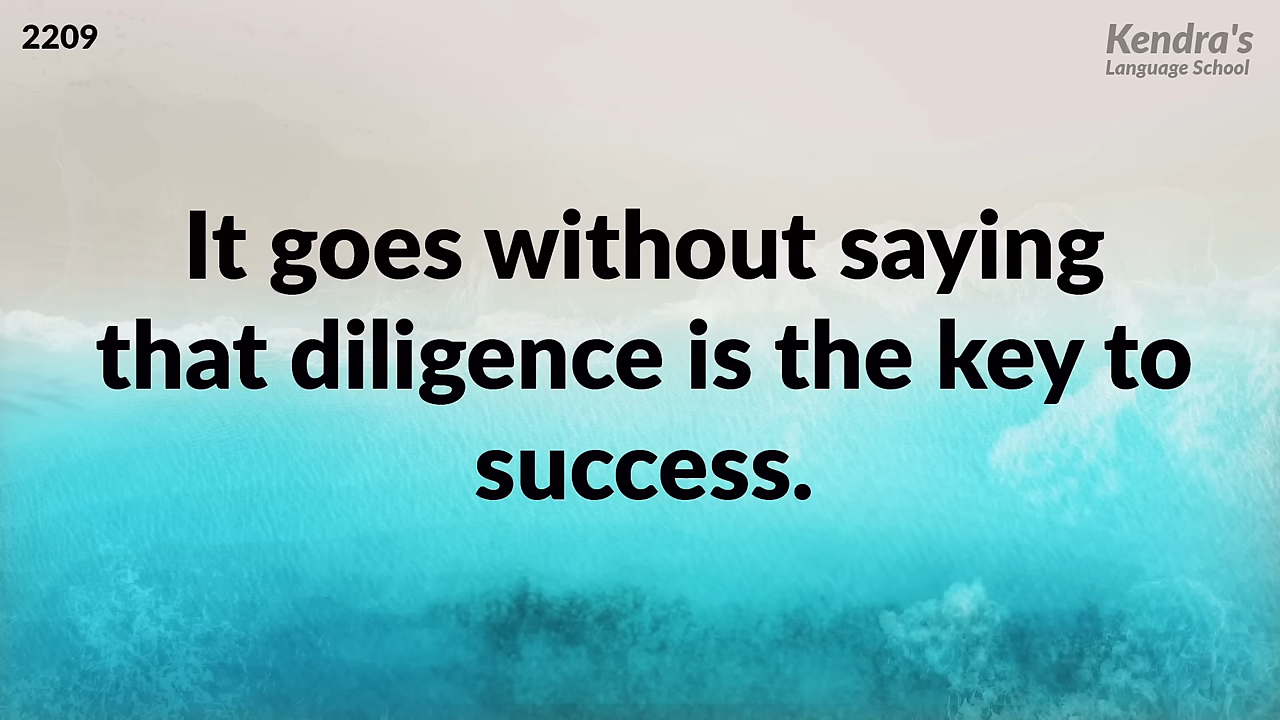 2209
Kendra's
Language School
It goes without saying
that diligence is the key to
success.